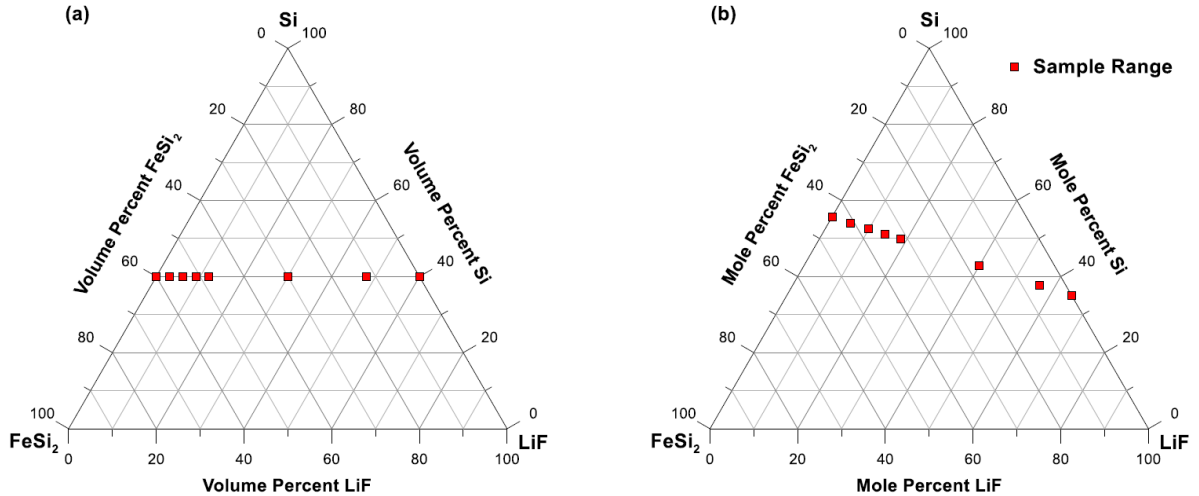 (a)
Si
0 100
20 80
Volume Percent FeSi2
Volume Percent Si
40 60
60 40
80 20
100 0
FeSi2 LiF
0 20 40 60 80 100
Volume Percent LiF
(b)
Si
0 100
Sample Range
20 80
Mole Percent FeSi2
Mole Percent Si
40 60
60 40
80 20
100 0
FeSi2 LiF
0 20 40 60 80 100
Mole Percent LiF